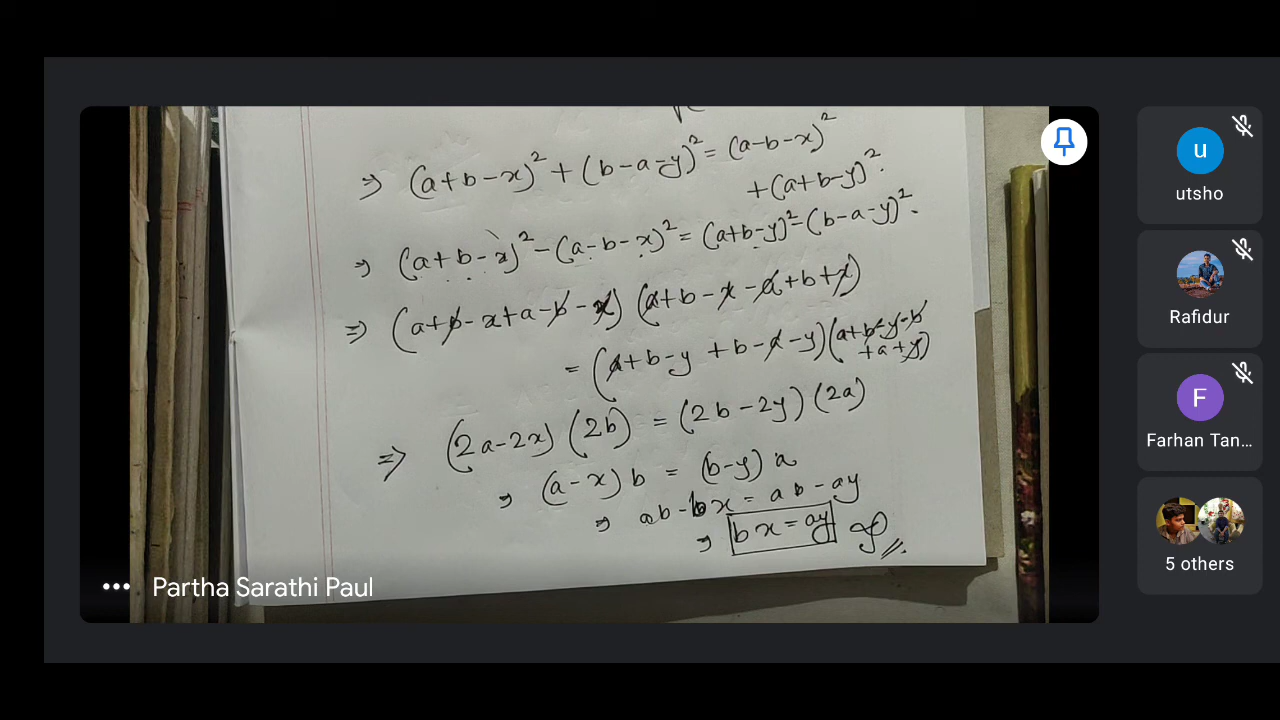 ⇒ (a+b-x)² + (b-a-y)² = (a-b-x)²
+(a+b-y)².
⇒ (a+b-x)² - (a-b-x)² = (a+b-y)² - (b-a-y)².
⇒ (a+b-x+a-b-x) (a+b-x-a+b+x)
= (a+b-y+b-a-y) (a+b-y-b
+a+y)
⇒ (2a-2x) (2b) = (2b-2y) (2a)
⇒ (a-x) b = (b-y) a
⇒ ab-bx = ab-ay
⇒ bx = ay
Partha Sarathi Paul
u
utsho
Rafidur
F
Farhan Tan...
5 others